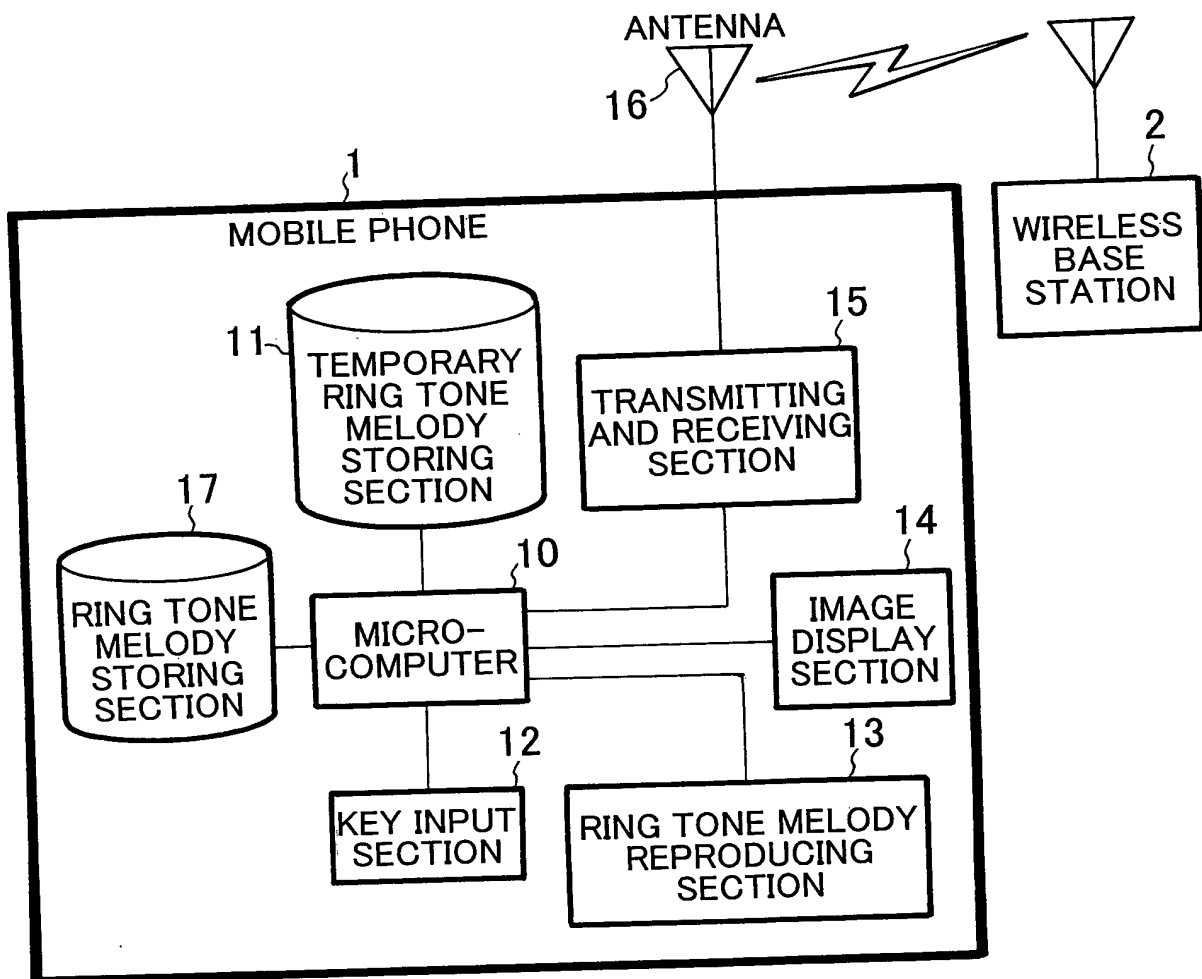 ANTENNA
16
2
1
WIRELESS
BASE
STATION
MOBILE PHONE
11
TEMPORARY
RING TONE
MELODY
STORING
SECTION
15
TRANSMITTING
AND RECEIVING
SECTION
17
RING TONE
MELODY
STORING
SECTION
10
MICRO-
COMPUTER
14
IMAGE
DISPLAY
SECTION
12
KEY INPUT
SECTION
13
RING TONE MELODY
REPRODUCING
SECTION